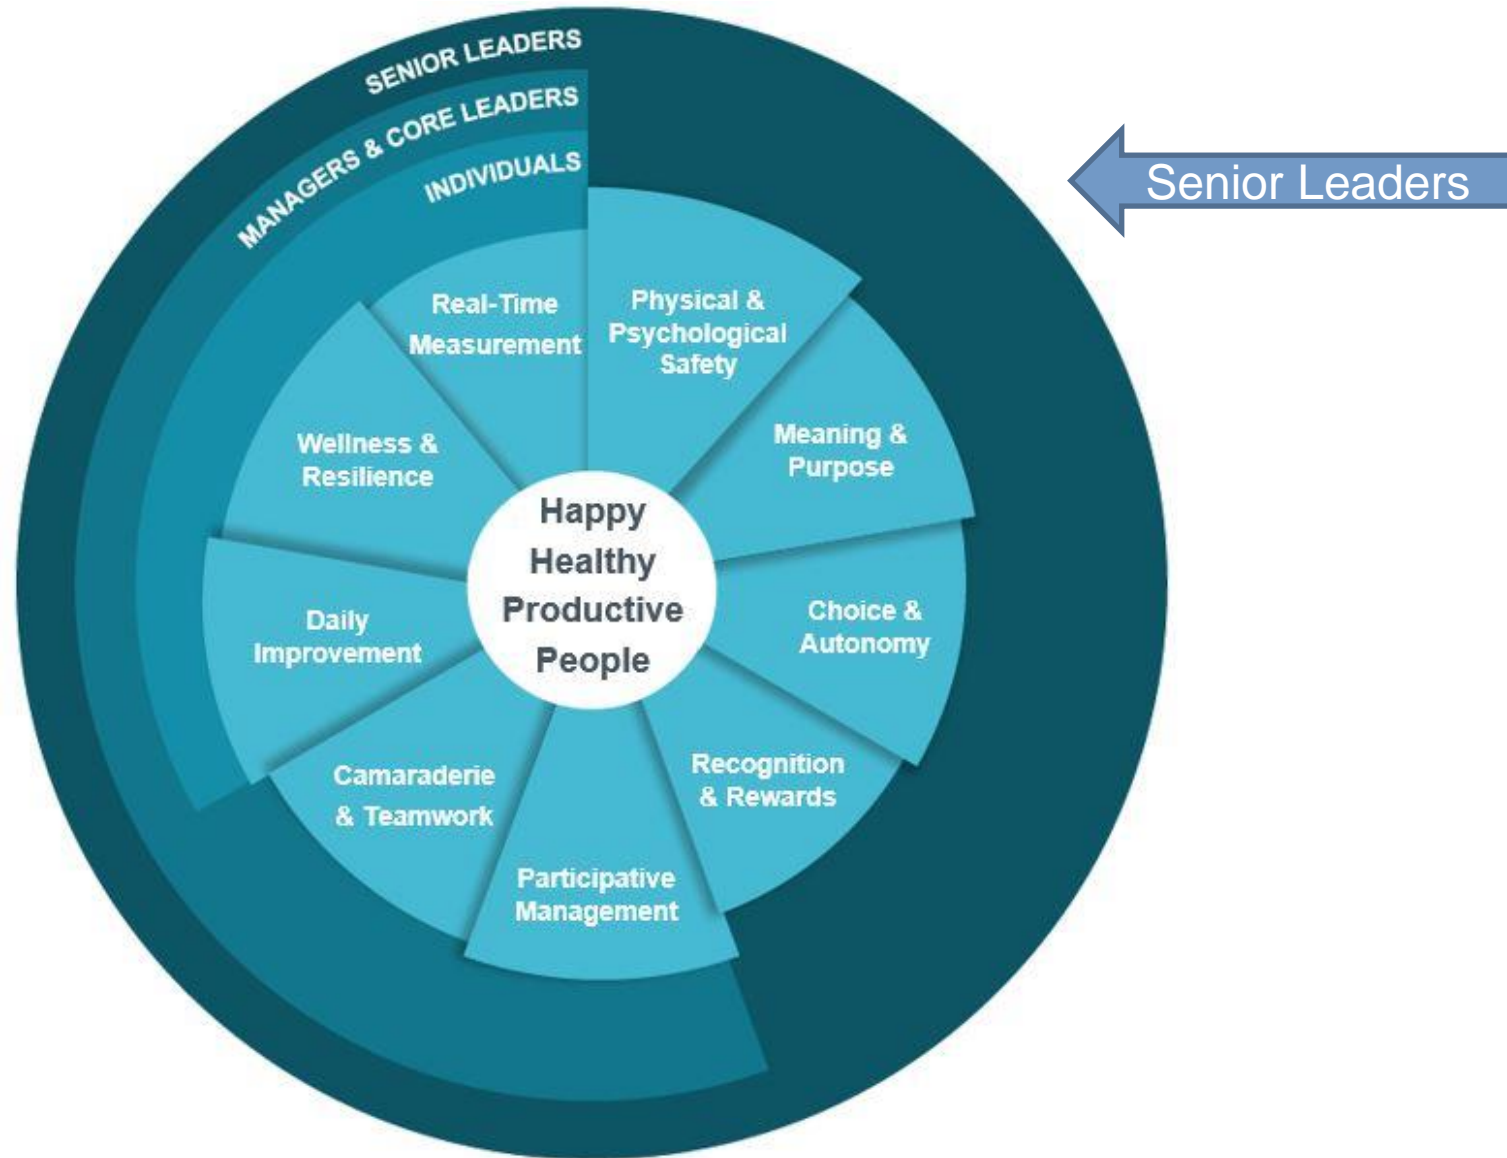 SENIOR LEADERS
MANAGERS & CORE LEADERS
INDIVIDUALS
Senior Leaders
Real-Time
Measurement
Physical &
Psychological
Safety
Meaning &
Purpose
Choice &
Autonomy
Recognition
& Rewards
Participative
Management
Camaraderie
& Teamwork
Daily
Improvement
Wellness &
Resilience
Happy
Healthy
Productive
People